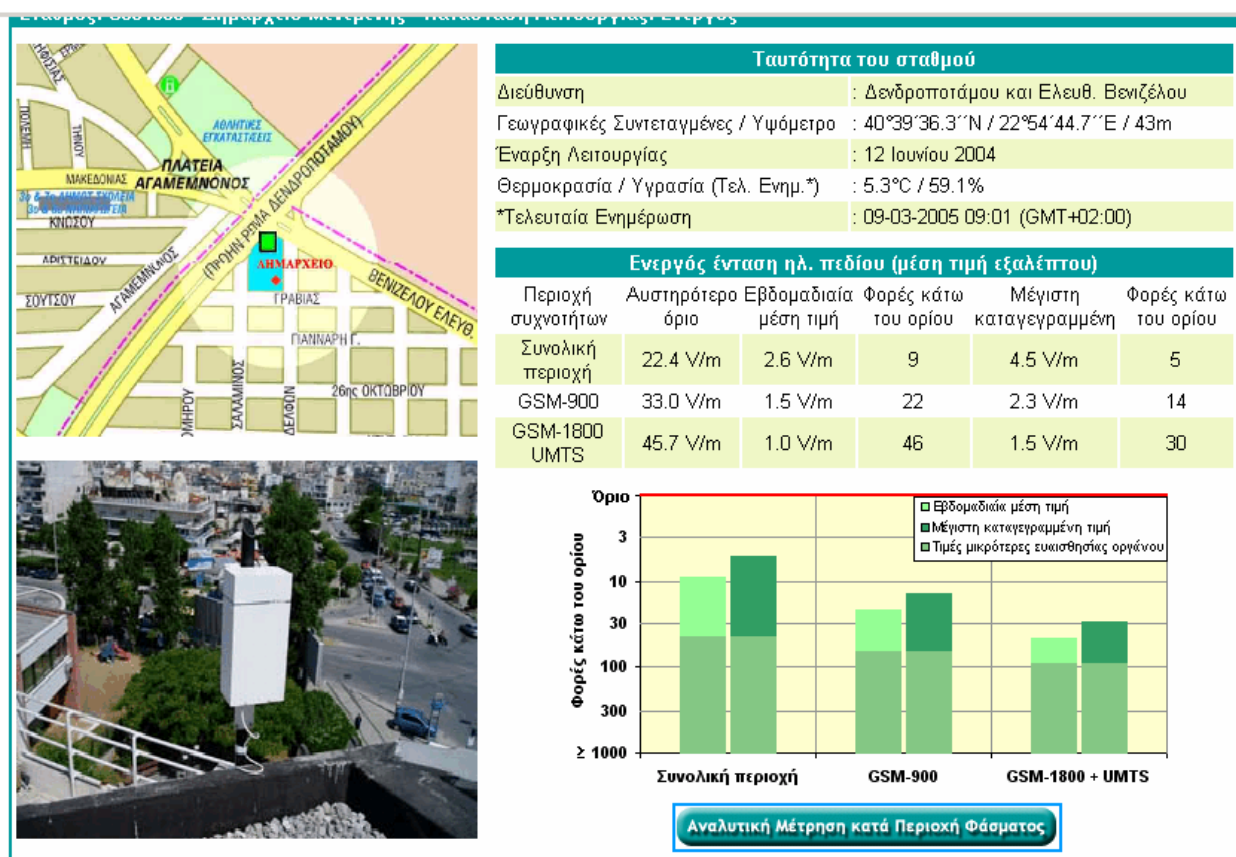 Ταυτότητα του σταθμού
Διεύθυνση : Δενδροποτάμου και Ελευθ. Βενιζέλου
Γεωγραφικές Συντεταγμένες / Υψόμετρο : 40°39΄36.3΄΄N / 22°54΄44.7΄΄E / 43m
Έναρξη Λειτουργίας : 12 Ιουνίου 2004
Θερμοκρασία / Υγρασία (Τελ. Ενημ.*) : 5.3°C / 59.1%
*Τελευταία Ενημέρωση : 09-03-2005 09:01 (GMT+02:00)
Ενεργός ένταση ηλ. πεδίου (μέση τιμή εξαλέπτου)
Περιοχή συχνοτήτων Αυστηρότερο όριο Εβδομαδιαία μέση τιμή Φορές κάτω του ορίου Μέγιστη καταγεγραμμένη Φορές κάτω του ορίου
Συνολική περιοχή 22.4 V/m 2.6 V/m 9 4.5 V/m 5
GSM-900 33.0 V/m 1.5 V/m 22 2.3 V/m 14
GSM-1800 UMTS 45.7 V/m 1.0 V/m 46 1.5 V/m 30
ΑΘΛΗΤΙΚΕΣ
ΕΓΚΑΤΑΣΤΑΣΕΙΣ
ΠΛΑΤΕΙΑ
ΑΓΑΜΕΜΝΟΝΟΣ
ΜΑΚΕΔΟΝΙΑΣ
ΚΝΩΣΟΥ
ΑΡΙΣΤΕΙΔΟΥ
ΣΟΥΤΣΟΥ
ΑΓΑΜΕΜΝΟΝΟΣ
(ΠΡΩΗΝ ΡΕΜΑ ΔΕΝΔΡΟΠΟΤΑΜΟΥ)
ΔΗΜΑΡΧΕΙΟ
ΒΕΝΙΖΕΛΟΥ ΕΛΕΥΘ.
ΓΡΑΒΙΑΣ
ΓΙΑΝΝΑΡΗ Γ.
26ης ΟΚΤΩΒΡΙΟΥ
ΟΜΗΡΟΥ
ΣΑΛΑΜΙΝΟΣ
ΔΕΛΦΩΝ
Όριο
3
10
30
100
300
≥ 1000
Φορές κάτω του ορίου
Εβδομαδιαία μέση τιμή
Μέγιστη καταγεγραμμένη τιμή
Τιμές μικρότερες ευαισθησίας οργάνου
Συνολική περιοχή GSM-900 GSM-1800 + UMTS
Αναλυτική Μέτρηση κατά Περιοχή Φάσματος